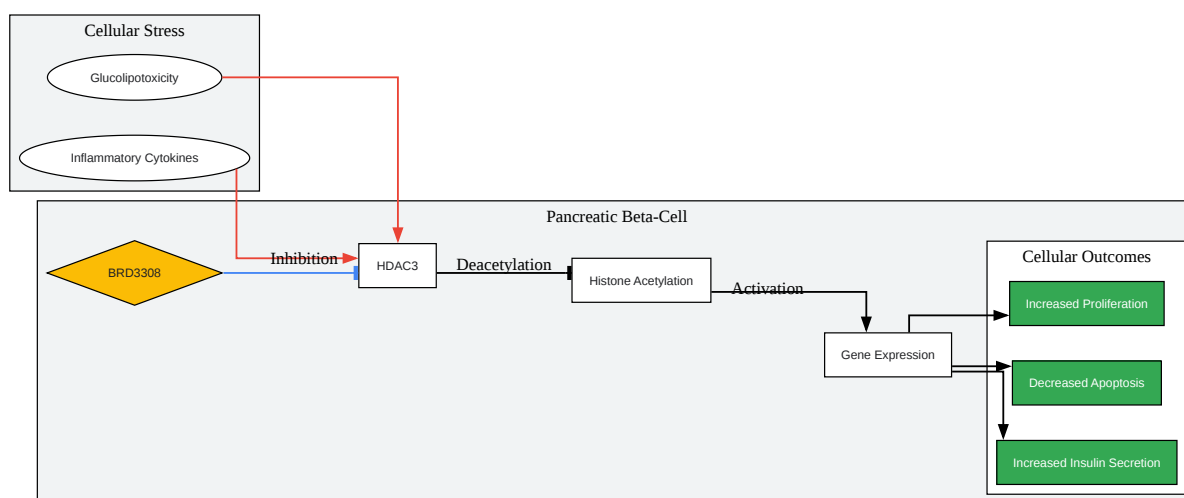 Cellular Stress
Glucolipotoxicity
Inflammatory Cytokines
Pancreatic Beta-Cell
BRD3308
Inhibition
HDAC3
Deacetylation
Histone Acetylation
Activation
Gene Expression
Cellular Outcomes
Increased Proliferation
Decreased Apoptosis
Increased Insulin Secretion